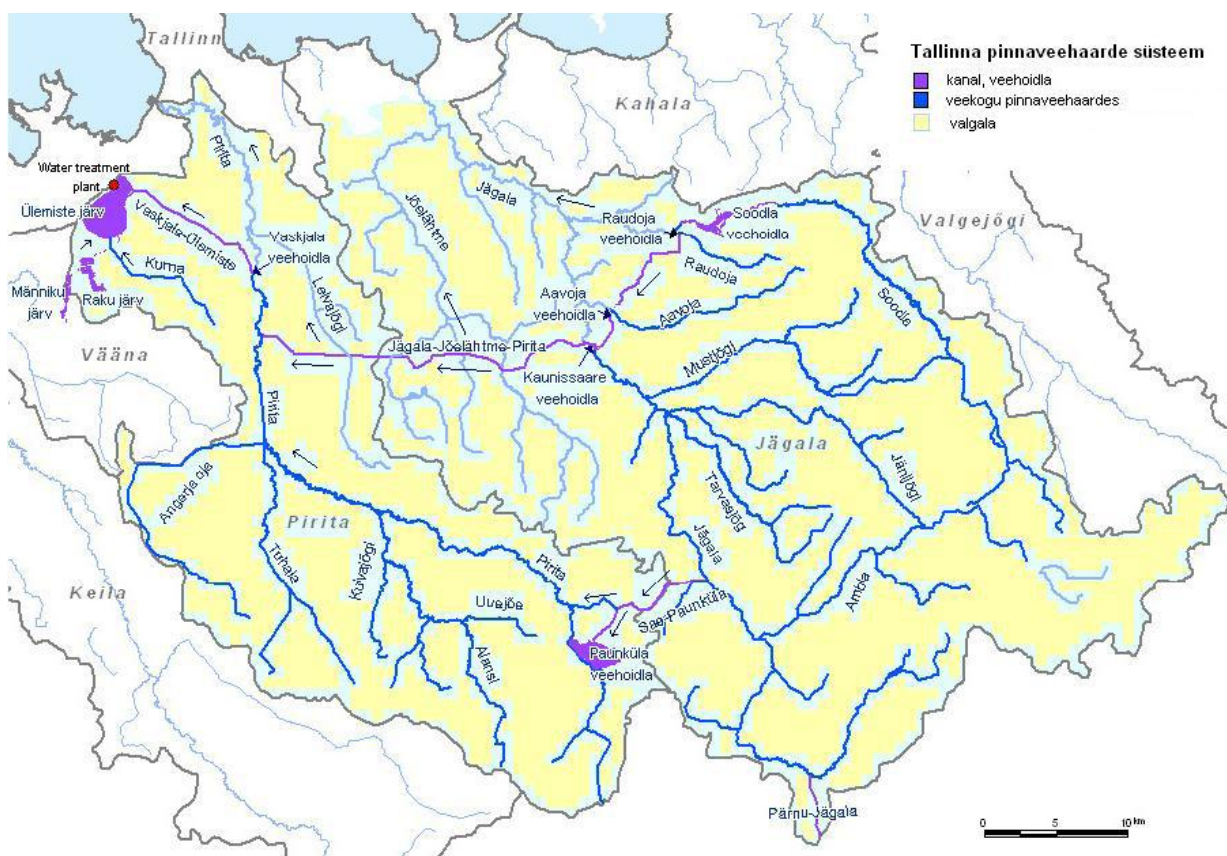 Tallinna pinnaveehaarde süsteem
kanal, veehoidla
veekogu pinnaveehaardes
valgala
Tallinn
Kahala
Valgejõgi
Water treatment
plant
Ülemiste järv
Pirita
Vaskjala-Ülemiste
Vaskjala
veehoidla
Kurna
Männiku
järv
Raku järv
Vääna
Leivajõgi
Jõelähtme
Jägala
Raudoja
veehoidla
Soodla
veehoidla
Raudoja
Aavoja
veehoidla
Aavoja
Soodla
Jägala-Jõelähtme-Pirita
Kaunissaare
veehoidla
Mustjõgi
Pirita
Jägala
Jänijõgi
Tarvasjõg
Angerja oja
Pirita
Tuhala
Kuivajõgi
Pirita
Jägala
Ambla
Sae-Paunküla
Uuejõe
Alansi
Paunküla
veehoidla
Keila
Pärnu-Jägala
0 5 10 km